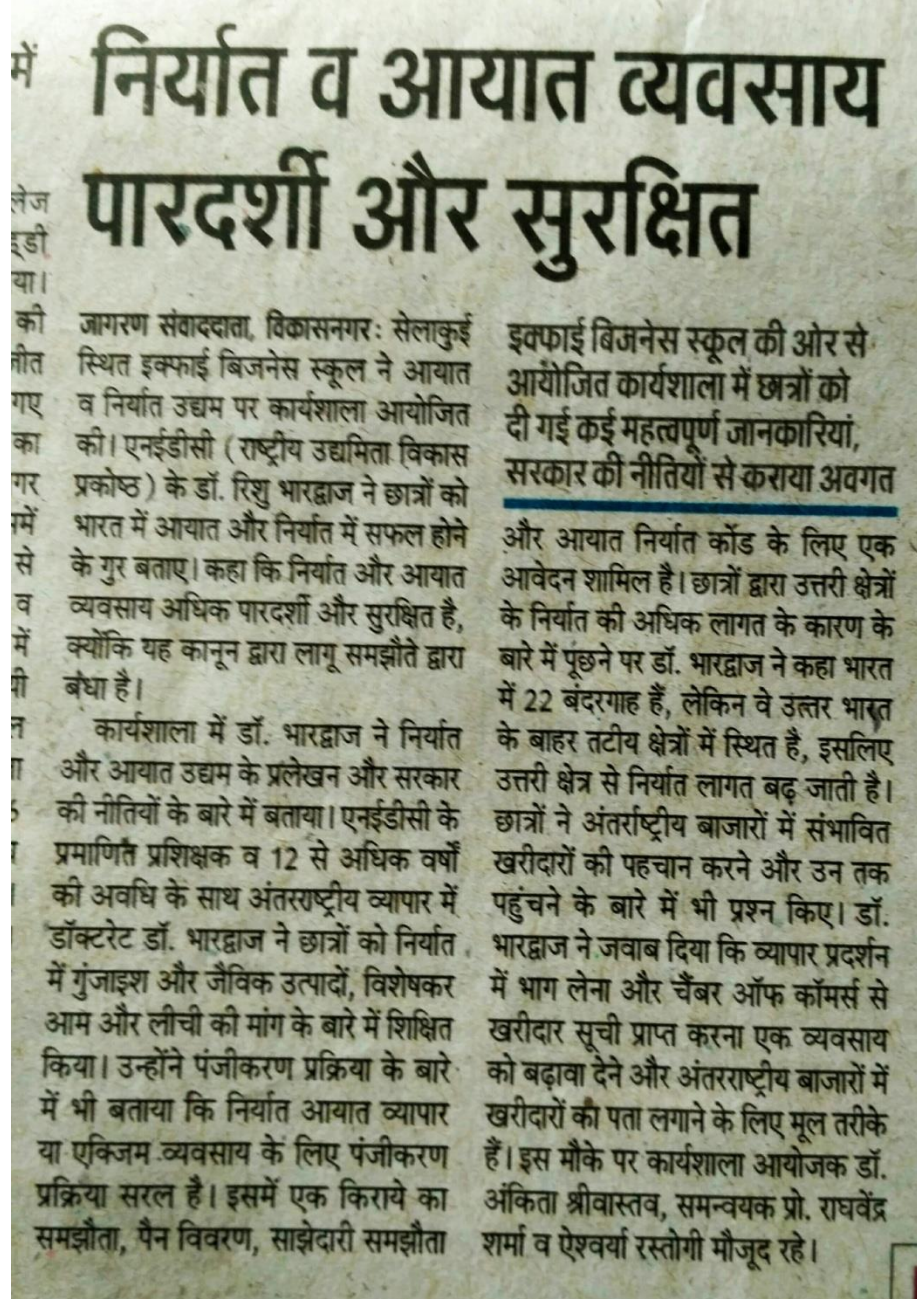 निर्यात व आयात व्यवसाय
पारदर्शी और सुरक्षित
जागरण संवाददाता, विकासनगर: सेलाकुई
स्थित इक्फाई बिजनेस स्कूल ने आयात
व निर्यात उद्यम पर कार्यशाला आयोजित
की। एनईडीसी (राष्ट्रीय उद्यमिता विकास
प्रकोष्ठ) के डॉ. रिशु भारद्वाज ने छात्रों को
भारत में आयात और निर्यात में सफल होने
के गुर बताए। कहा कि निर्यात और आयात
व्यवसाय अधिक पारदर्शी और सुरक्षित है,
क्योंकि यह कानून द्वारा लागू समझौते द्वारा
बंधा है।
कार्यशाला में डॉ. भारद्वाज ने निर्यात
और आयात उद्यम के प्रलेखन और सरकार
की नीतियों के बारे में बताया। एनईडीसी के
प्रमाणित प्रशिक्षक व 12 से अधिक वर्षों
की अवधि के साथ अंतरराष्ट्रीय व्यापार में
डॉक्टरेट डॉ. भारद्वाज ने छात्रों को निर्यात
में गुंजाइश और जैविक उत्पादों, विशेषकर
आम और लीची की मांग के बारे में शिक्षित
किया। उन्होंने पंजीकरण प्रक्रिया के बारे
में भी बताया कि निर्यात आयात व्यापार
या एक्जिम व्यवसाय के लिए पंजीकरण
प्रक्रिया सरल है। इसमें एक किराये का
समझौता, पैन विवरण, साझेदारी समझौता
इक्फाई बिजनेस स्कूल की ओर से
आयोजित कार्यशाला में छात्रों को
दी गई कई महत्वपूर्ण जानकारियां,
सरकार की नीतियों से कराया अवगत
और आयात निर्यात कोड के लिए एक
आवेदन शामिल है। छात्रों द्वारा उत्तरी क्षेत्रों
के निर्यात की अधिक लागत के कारण के
बारे में पूछने पर डॉ. भारद्वाज ने कहा भारत
में 22 बंदरगाह हैं, लेकिन वे उत्तर भारत
के बाहर तटीय क्षेत्रों में स्थित है, इसलिए
उत्तरी क्षेत्र से निर्यात लागत बढ़ जाती है।
छात्रों ने अंतर्राष्ट्रीय बाजारों में संभावित
खरीदारों की पहचान करने और उन तक
पहुंचने के बारे में भी प्रश्न किए। डॉ.
भारद्वाज ने जवाब दिया कि व्यापार प्रदर्शन
में भाग लेना और चैंबर ऑफ कॉमर्स से
खरीदार सूची प्राप्त करना एक व्यवसाय
को बढ़ावा देने और अंतरराष्ट्रीय बाजारों में
खरीदारों का पता लगाने के लिए मूल तरीके
हैं। इस मौके पर कार्यशाला आयोजक डॉ.
अंकिता श्रीवास्तव, समन्वयक प्रो. राघवेंद्र
शर्मा व ऐश्वर्या रस्तोगी मौजूद रहे।